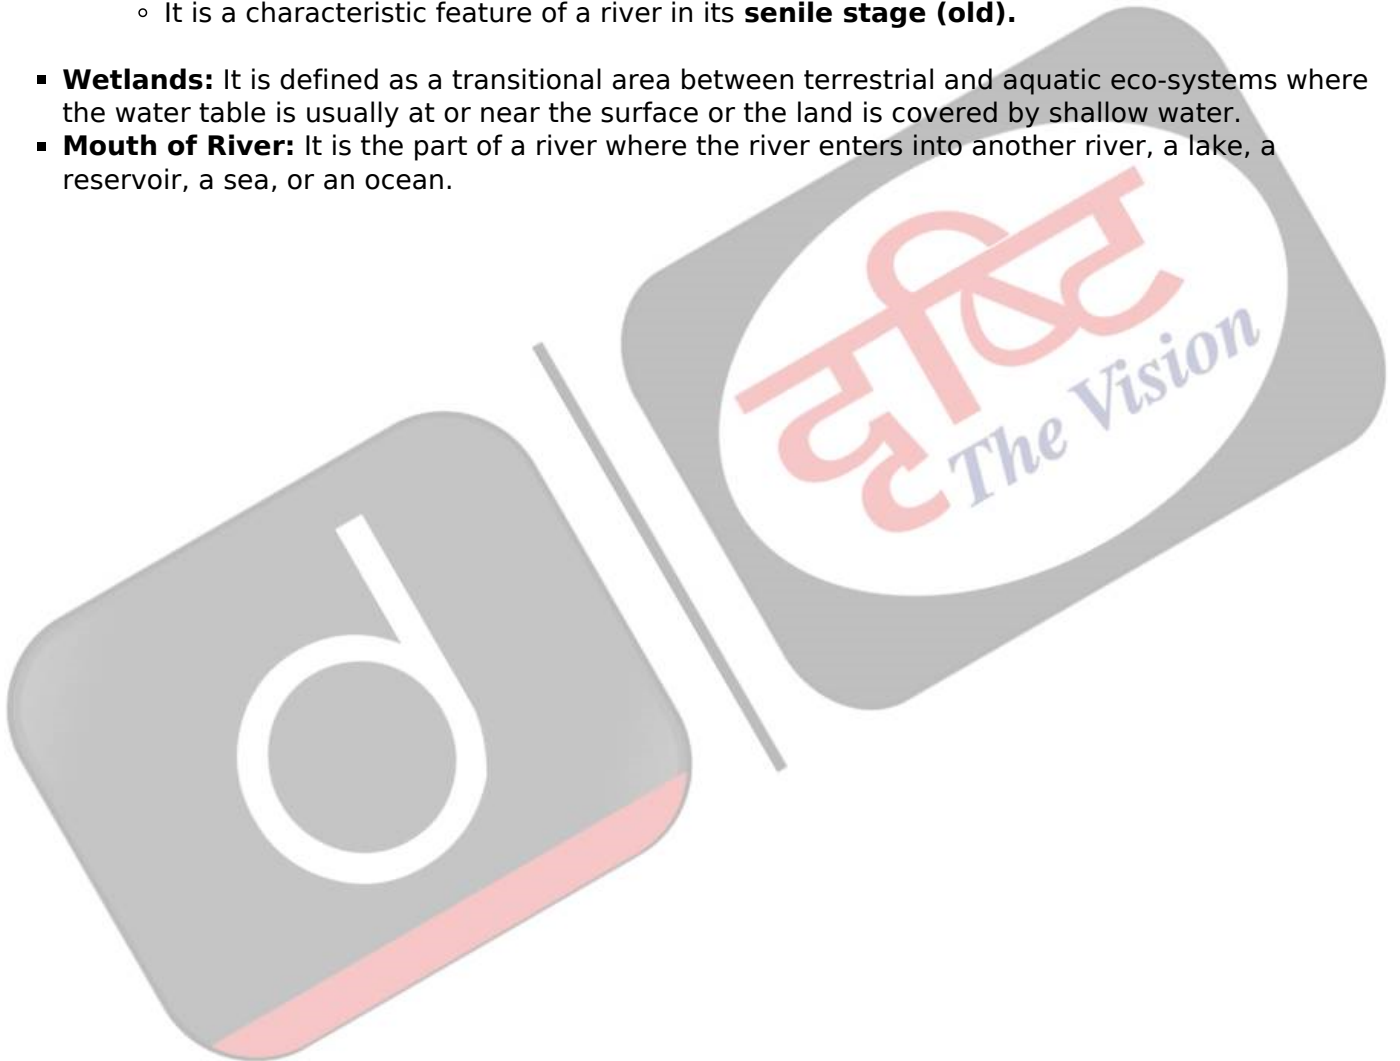 ◦ It is a characteristic feature of a river in its senile stage (old).
▪ Wetlands: It is defined as a transitional area between terrestrial and aquatic eco-systems where
the water table is usually at or near the surface or the land is covered by shallow water.
▪ Mouth of River: It is the part of a river where the river enters into another river, a lake, a
reservoir, a sea, or an ocean.
दृष्टि
The Vision
d